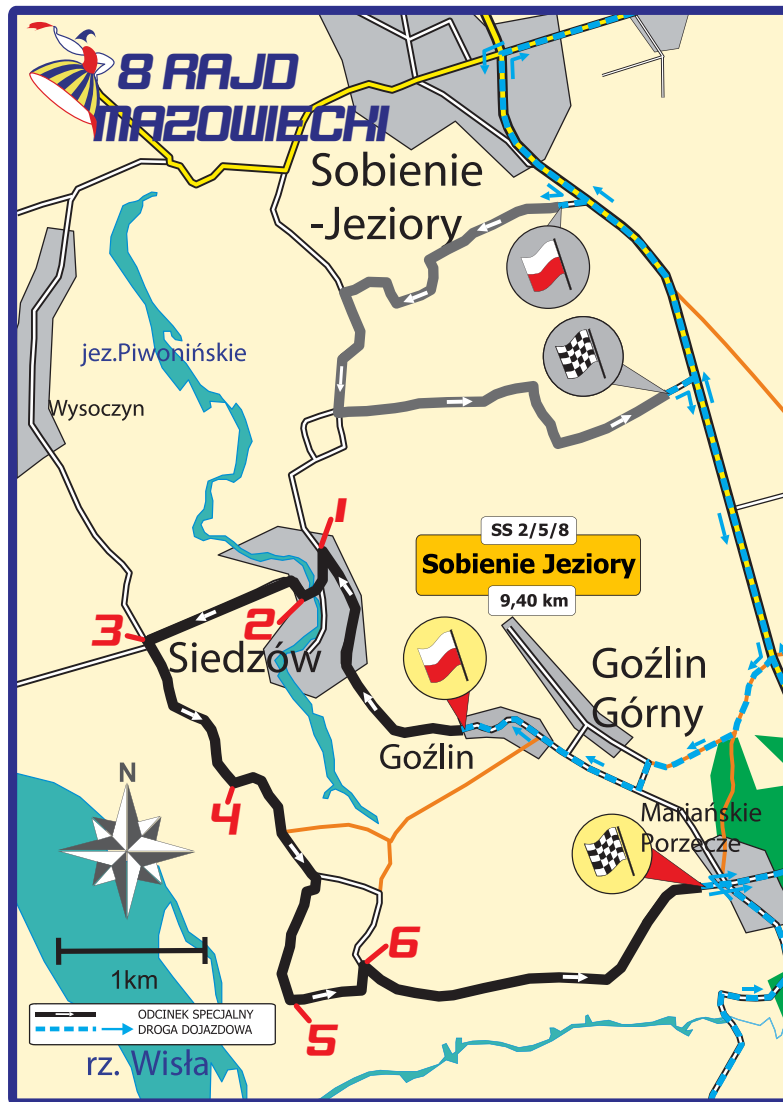 8 RAJD
MAZOWIECKI
Sobienie
-Jeziory
jez.Piwonińskie
Wysoczyn
1
SS 2/5/8
Sobienie Jeziory
9,40 km
2
3
Siedzów
Goźlin
Górny
Goźlin
N
4
Mariańskie
Porzecze
6
1km
5
ODCINEK SPECJALNY
DROGA DOJAZDOWA
rz. Wisła